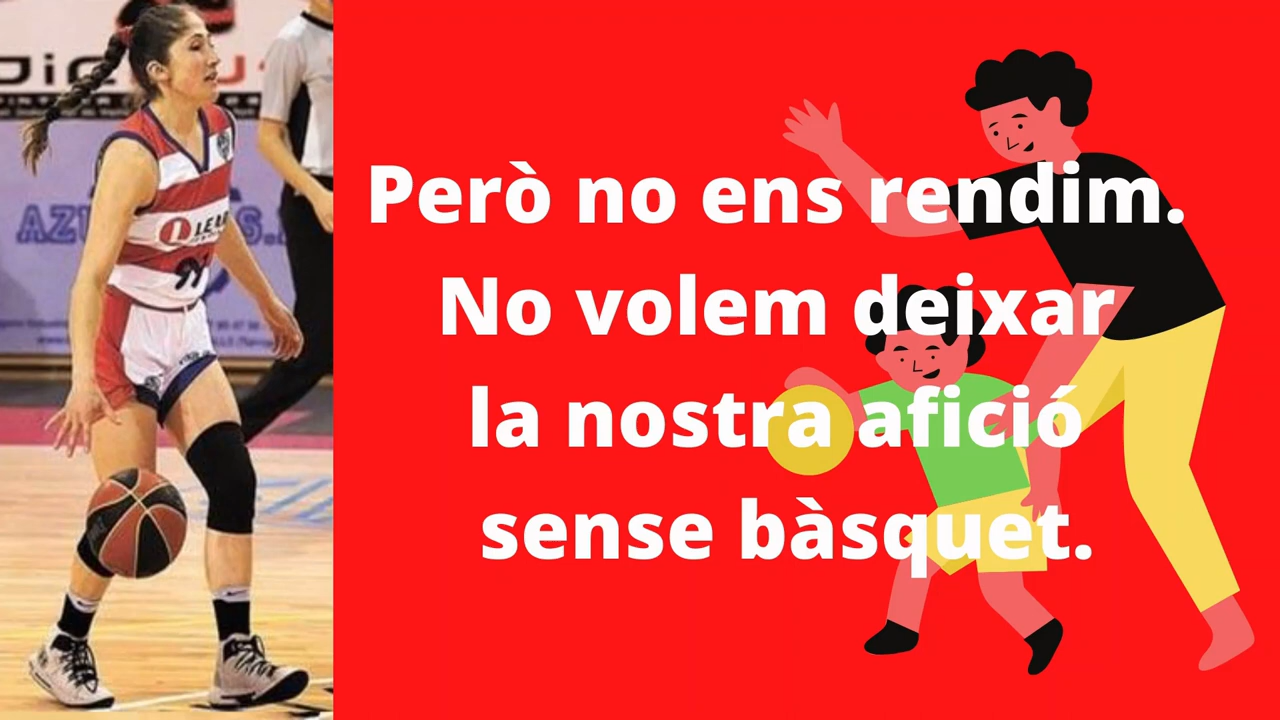 Però no ens rendim.
No volem deixar
la nostra afició
sense bàsquet.